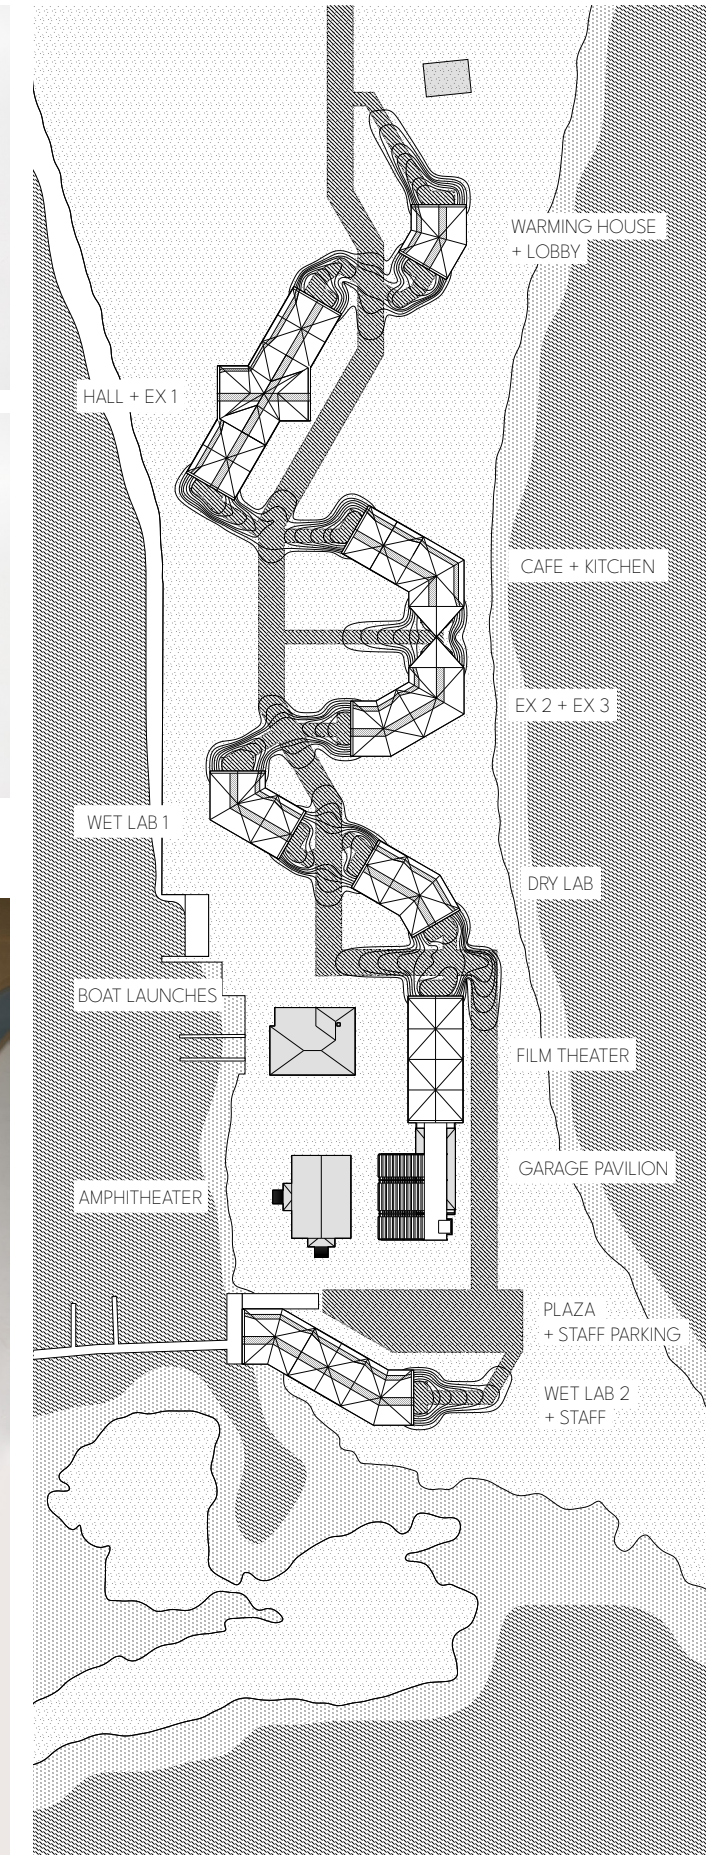 WARMING HOUSE
+ LOBBY
HALL + EX 1
CAFE + KITCHEN
EX 2 + EX 3
WET LAB 1
DRY LAB
BOAT LAUNCHES
FILM THEATER
GARAGE PAVILION
AMPHITHEATER
PLAZA
+ STAFF PARKING
WET LAB 2
+ STAFF